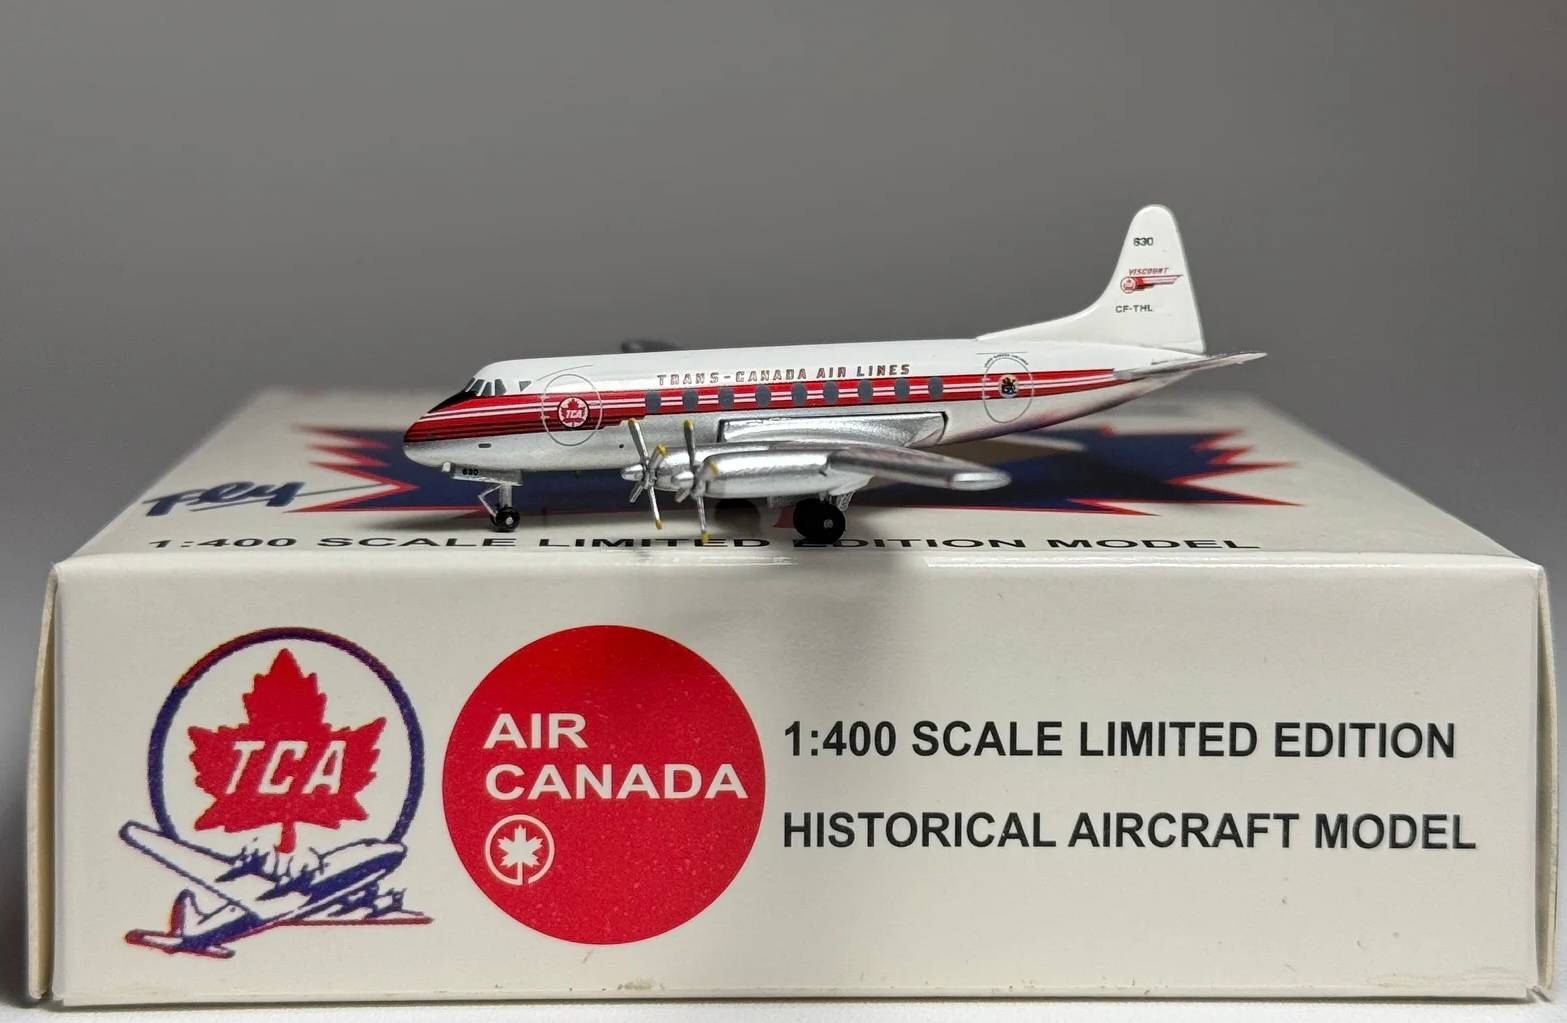 630
VISCOUNT
CF-THL
TRANS-CANADA AIR LINES
TCA
630
Fly
1:400 SCALE LIMITED EDITION MODEL
TCA
AIR
CANADA
1:400 SCALE LIMITED EDITION
HISTORICAL AIRCRAFT MODEL